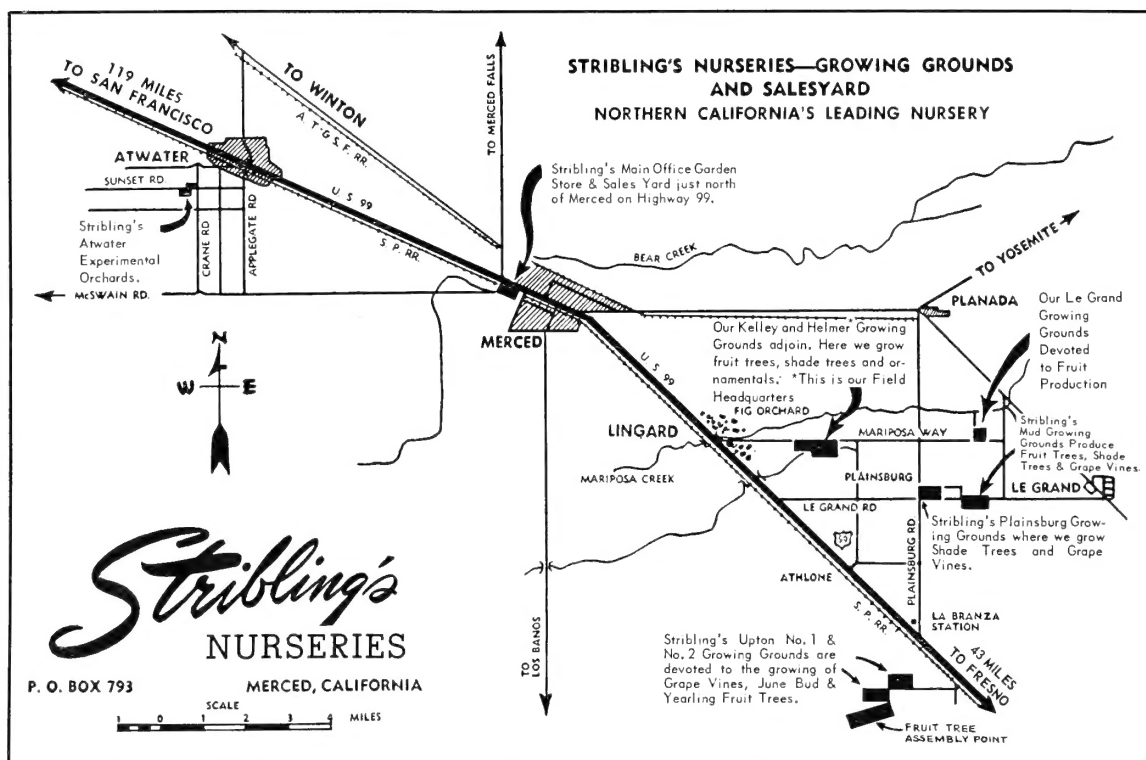 STRIBLING'S NURSERIES—GROWING GROUNDS
AND SALESYARD
NORTHERN CALIFORNIA'S LEADING NURSERY
119 MILES
TO SAN FRANCISCO
TO WINTON
A.T.&S.F. RR.
TO MERCED FALLS
ATWATER
SUNSET RD.
U S 99
S. P. RR.
CRANE RD
APPLEGATE RD
Stribling's
Atwater
Experimental
Orchards.
McSWAIN RD.
Stribling's Main Office Garden
Store & Sales Yard just north
of Merced on Highway 99.
BEAR CREEK
TO YOSEMITE
PLANADA
MERCED
Our Kelley and Helmer Growing
Grounds adjoin. Here we grow
fruit trees, shade trees and or-
namentals. *This is our Field
Headquarters
Our Le Grand
Growing
Grounds
Devoted
to Fruit
Production
N
W E
U S 99
FIG ORCHARD
LINGARD
MARIPOSA WAY
MARIPOSA CREEK
Stribling's
Mud Growing
Grounds Produce
Fruit Trees, Shade
Trees & Grape Vines.
PLAINSBURG
LE GRAND
LE GRAND RD
Stribling's Plainsburg Grow-
ing Grounds where we grow
Shade Trees and Grape
Vines.
PLAINSBURG RD
ATHLONE
S. P. RR.
LA BRANZA
STATION
43 MILES
TO FRESNO
TO
LOS BANOS
Stribling's Upton No. 1 &
No. 2 Growing Grounds are
devoted to the growing of
Grape Vines, June Bud &
Yearling Fruit Trees.
FRUIT TREE
ASSEMBLY POINT
Stribling's
NURSERIES
P. O. BOX 793 MERCED, CALIFORNIA
SCALE
1 0 1 2 3 4 MILES